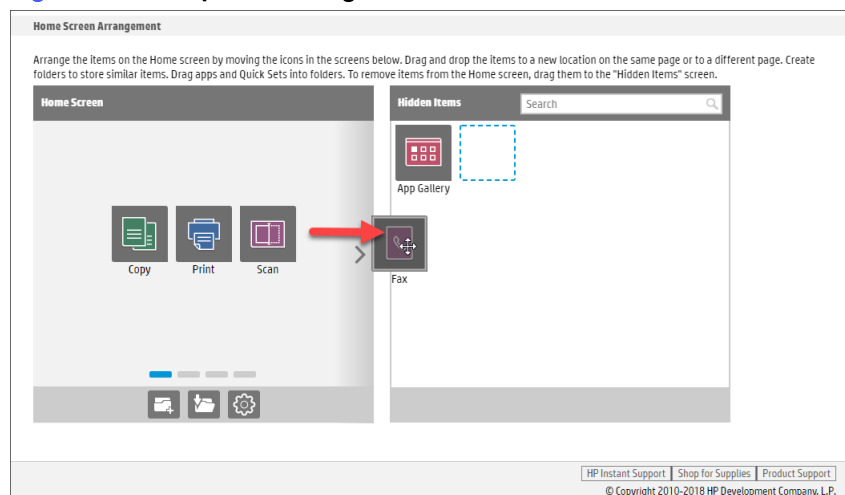 Home Screen Arrangement
Arrange the items on the Home screen by moving the icons in the screens below. Drag and drop the items to a new location on the same page or to a different page. Create
folders to store similar items. Drag apps and Quick Sets into folders. To remove items from the Home screen, drag them to the "Hidden Items" screen.
Home Screen
Hidden Items
Search
App Gallery
Copy
Print
Scan
Fax
HP Instant Support
Shop for Supplies
Product Support
© Copyright 2010-2018 HP Development Company, L.P.